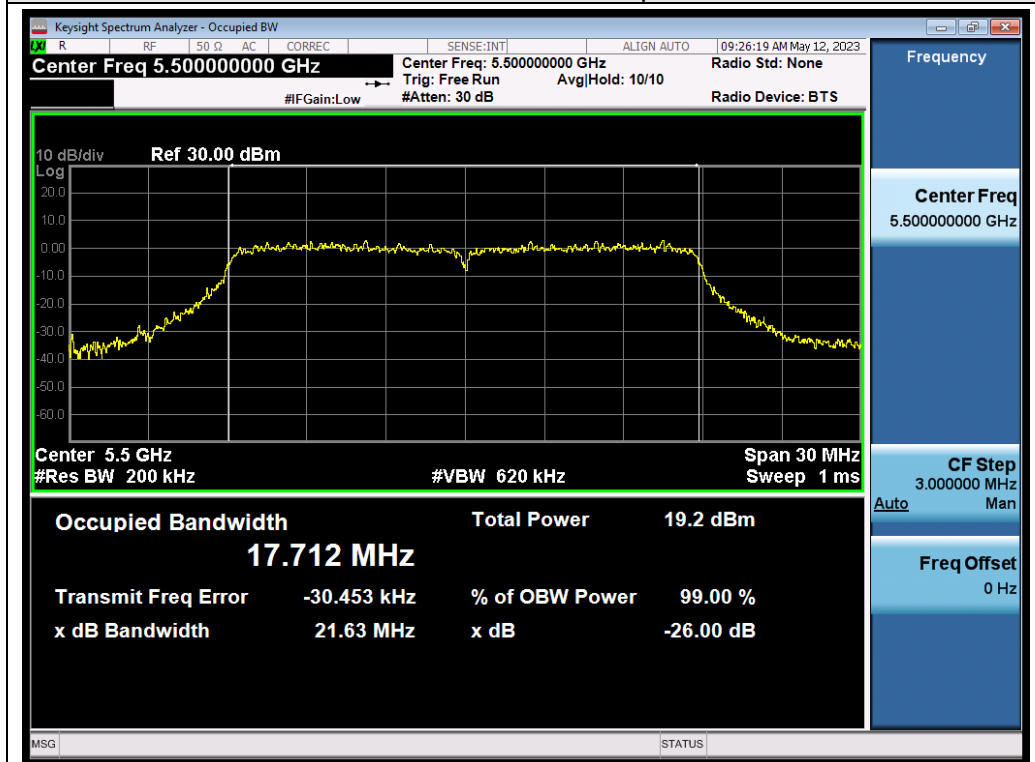 Keysight Spectrum Analyzer - Occupied BW
LXI R RF 50 Ω AC CORREC SENSE:INT ALIGN AUTO 09:26:19 AM May 12, 2023
Center Freq 5.500000000 GHz
Center Freq: 5.500000000 GHz
Radio Std: None
Trig: Free Run Avg|Hold: 10/10
#IFGain:Low #Atten: 30 dB Radio Device: BTS
10 dB/div Ref 30.00 dBm
Log
20.0
10.0
0.00
-10.0
-20.0
-30.0
-40.0
-50.0
-60.0
Center 5.5 GHz Span 30 MHz
#Res BW 200 kHz #VBW 620 kHz Sweep 1 ms
Occupied Bandwidth Total Power 19.2 dBm
17.712 MHz
Transmit Freq Error -30.453 kHz % of OBW Power 99.00 %
x dB Bandwidth 21.63 MHz x dB -26.00 dB
Frequency
Center Freq
5.500000000 GHz
CF Step
3.000000 MHz
Auto Man
Freq Offset
0 Hz
MSG STATUS